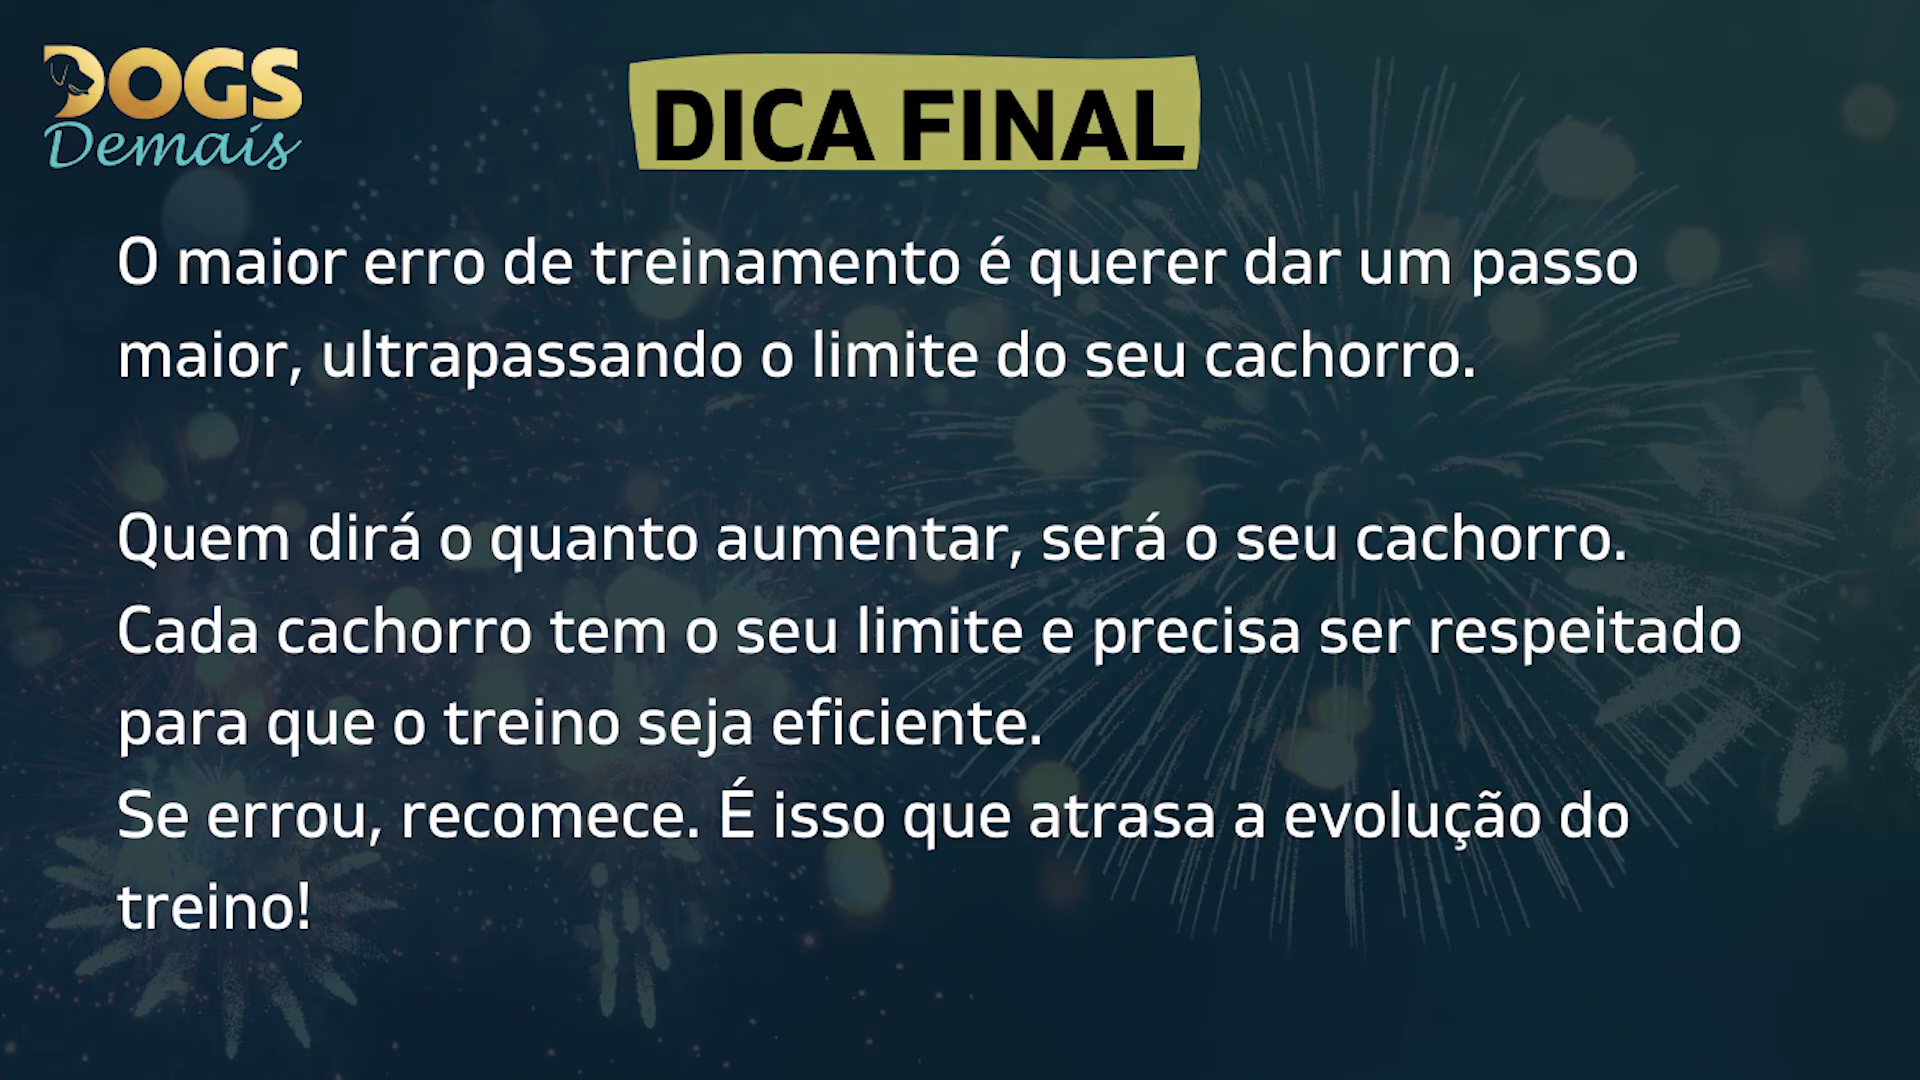 DOGS
Demais
DICA FINAL
O maior erro de treinamento é querer dar um passo
maior, ultrapassando o limite do seu cachorro.
Quem dirá o quanto aumentar, será o seu cachorro.
Cada cachorro tem o seu limite e precisa ser respeitado
para que o treino seja eficiente.
Se errou, recomece. É isso que atrasa a evolução do
treino!